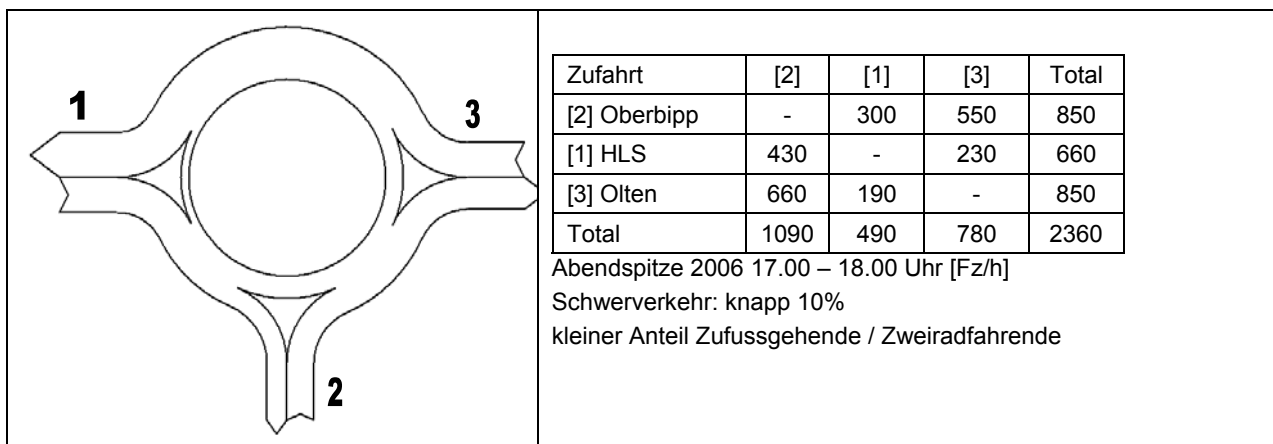 1
3
2
Zufahrt [2] [1] [3] Total
[2] Oberbipp - 300 550 850
[1] HLS 430 - 230 660
[3] Olten 660 190 - 850
Total 1090 490 780 2360
Abendspitze 2006 17.00 – 18.00 Uhr [Fz/h]
Schwerverkehr: knapp 10%
kleiner Anteil Zufussgehende / Zweiradfahrende